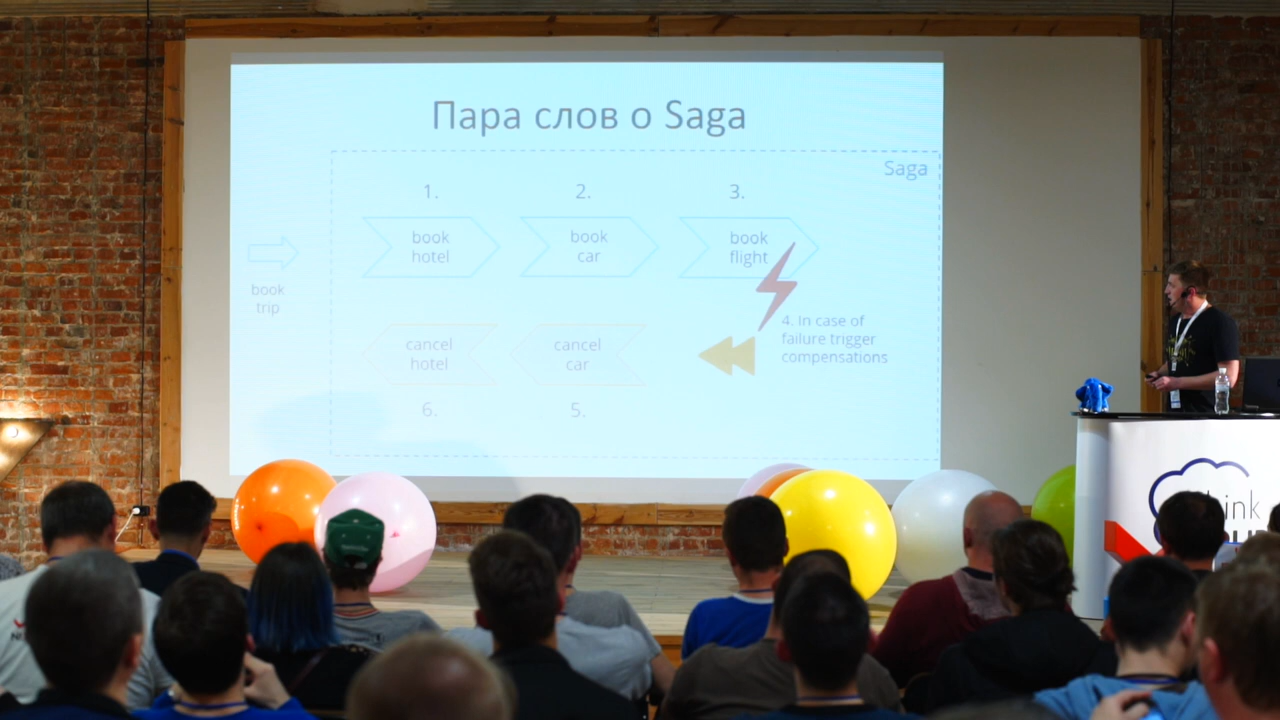 Пара слов о Saga
Saga
1.
2.
3.
book
hotel
book
car
book
flight
book
trip
4. In case of
failure trigger
compensations
cancel
hotel
cancel
car
6.
5.